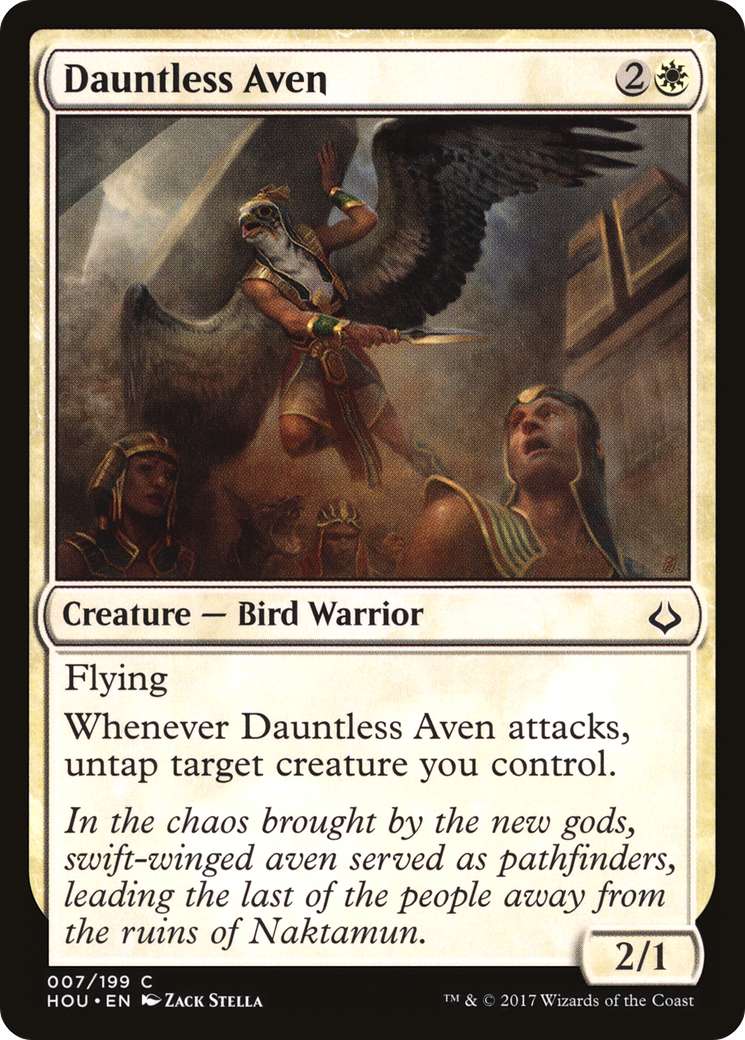 Dauntless Aven 2
Creature — Bird Warrior
Flying
Whenever Dauntless Aven attacks,
untap target creature you control.
In the chaos brought by the new gods,
swift-winged aven served as pathfinders,
leading the last of the people away from
the ruins of Naktamun.
2/1
007/199 C
HOU • EN Zack Stella
™ & © 2017 Wizards of the Coast